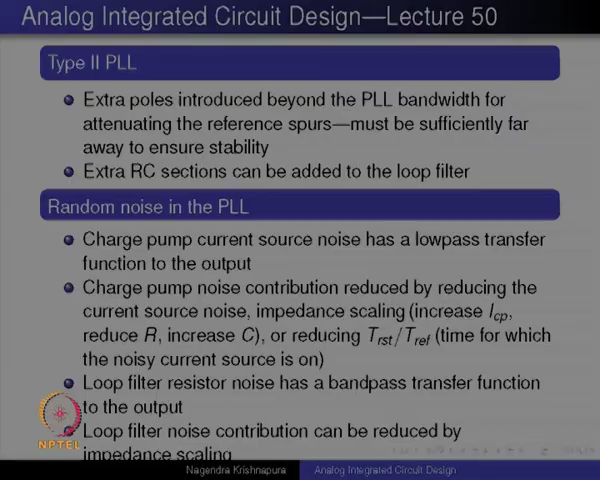 Analog Integrated Circuit Design—Lecture 50
Type II PLL
Extra poles introduced beyond the PLL bandwidth for
attenuating the reference spurs—must be sufficiently far
away to ensure stability
Extra RC sections can be added to the loop filter
Random noise in the PLL
Charge pump current source noise has a lowpass transfer
function to the output
Charge pump noise contribution reduced by reducing the
current source noise, impedance scaling (increase I_cp,
reduce R, increase C), or reducing T_rst/T_ref (time for which
the noisy current source is on)
Loop filter resistor noise has a bandpass transfer function
to the output
Loop filter noise contribution can be reduced by
impedance scaling
NPTEL
Nagendra Krishnapura Analog Integrated Circuit Design